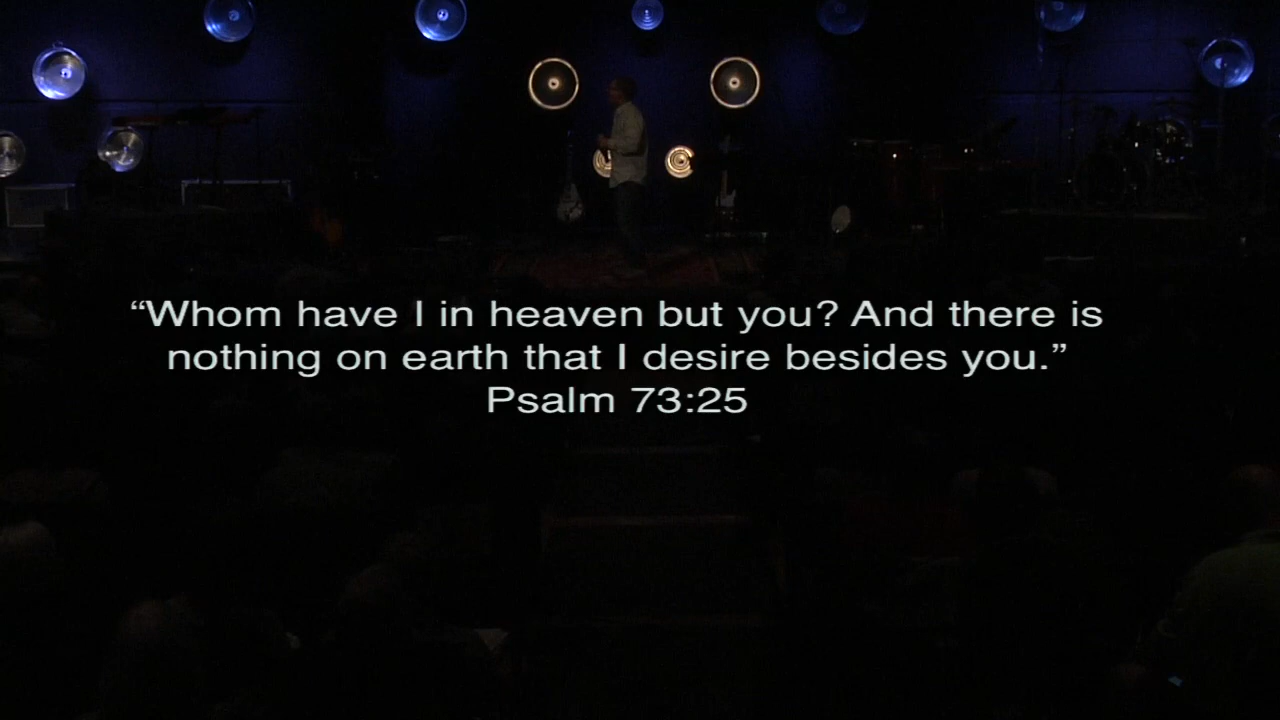 “Whom have I in heaven but you? And there is
nothing on earth that I desire besides you.”
Psalm 73:25